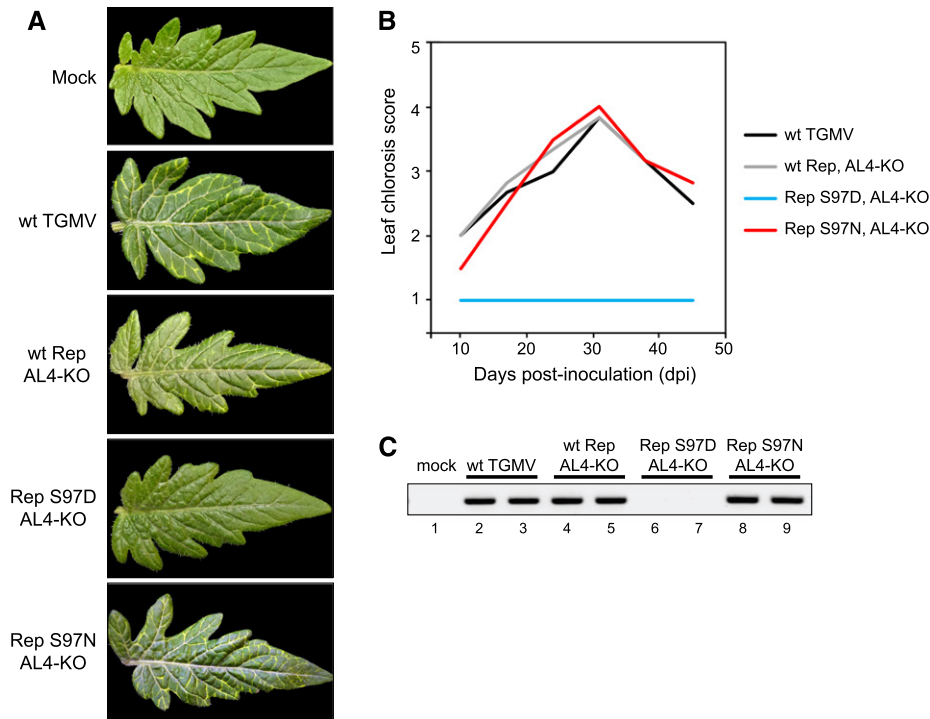 A
Mock
wt TGMV
wt Rep
AL4-KO
Rep S97D
AL4-KO
Rep S97N
AL4-KO
B
5
4
3
2
1
Leaf chlorosis score
10 20 30 40 50
Days post-inoculation (dpi)
wt TGMV
wt Rep, AL4-KO
Rep S97D, AL4-KO
Rep S97N, AL4-KO
C
wt Rep Rep S97D Rep S97N
mock wt TGMV AL4-KO AL4-KO AL4-KO
1 2 3 4 5 6 7 8 9